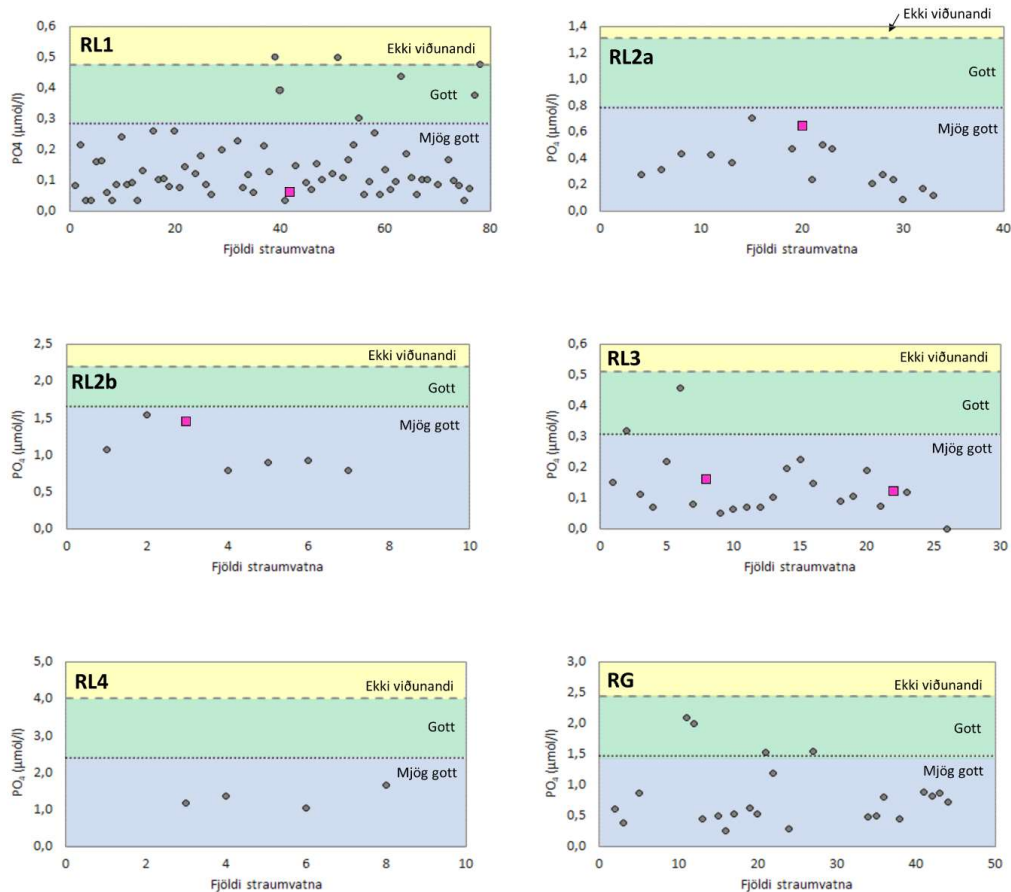 RL1
PO4 (µmól/l)
0,6
0,5
0,4
0,3
0,2
0,1
0,0
Ekki viðunandi
Gott
Mjög gott
0 20 40 60 80
Fjöldi straumvatna
RL2a
PO₄ (µmól/l)
1,4
1,2
1,0
0,8
0,6
0,4
0,2
0,0
Ekki viðunandi
Gott
Mjög gott
0 10 20 30 40
Fjöldi straumvatna
RL2b
PO₄ (µmól/l)
2,5
2,0
1,5
1,0
0,5
0,0
Ekki viðunandi
Gott
Mjög gott
0 2 4 6 8 10
Fjöldi straumvatna
RL3
PO₄ (µmól/l)
0,6
0,5
0,4
0,3
0,2
0,1
0,0
Ekki viðunandi
Gott
Mjög gott
0 5 10 15 20 25 30
Fjöldi straumvatna
RL4
PO₄ (µmól/l)
5,0
4,0
3,0
2,0
1,0
0,0
Ekki viðunandi
Gott
Mjög gott
0 2 4 6 8 10
Fjöldi straumvatna
RG
PO₄ (µmól/l)
3,0
2,5
2,0
1,5
1,0
0,5
0,0
Ekki viðunandi
Gott
Mjög gott
0 10 20 30 40 50
Fjöldi straumvatna